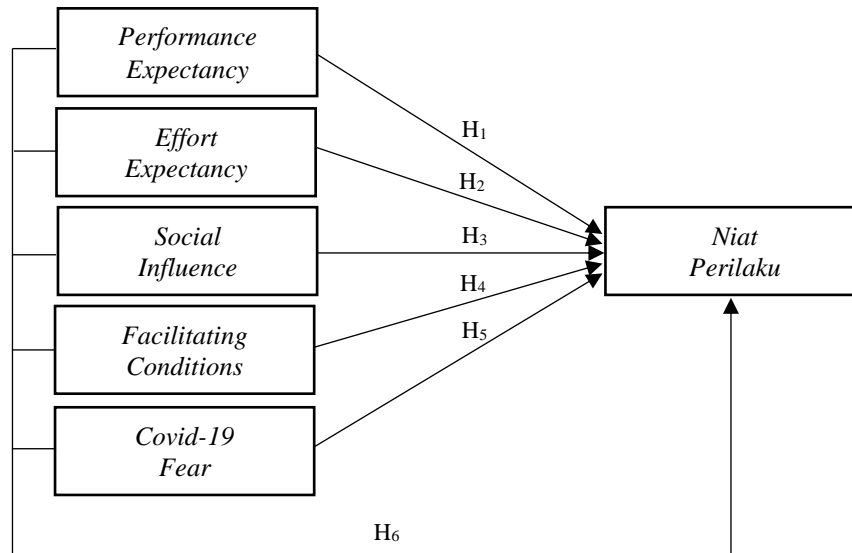 Performance
Expectancy
H₁
Effort
Expectancy
H₂
Social
Influence
H₃
Niat
Perilaku
H₄
Facilitating
Conditions
H₅
Covid-19
Fear
H₆